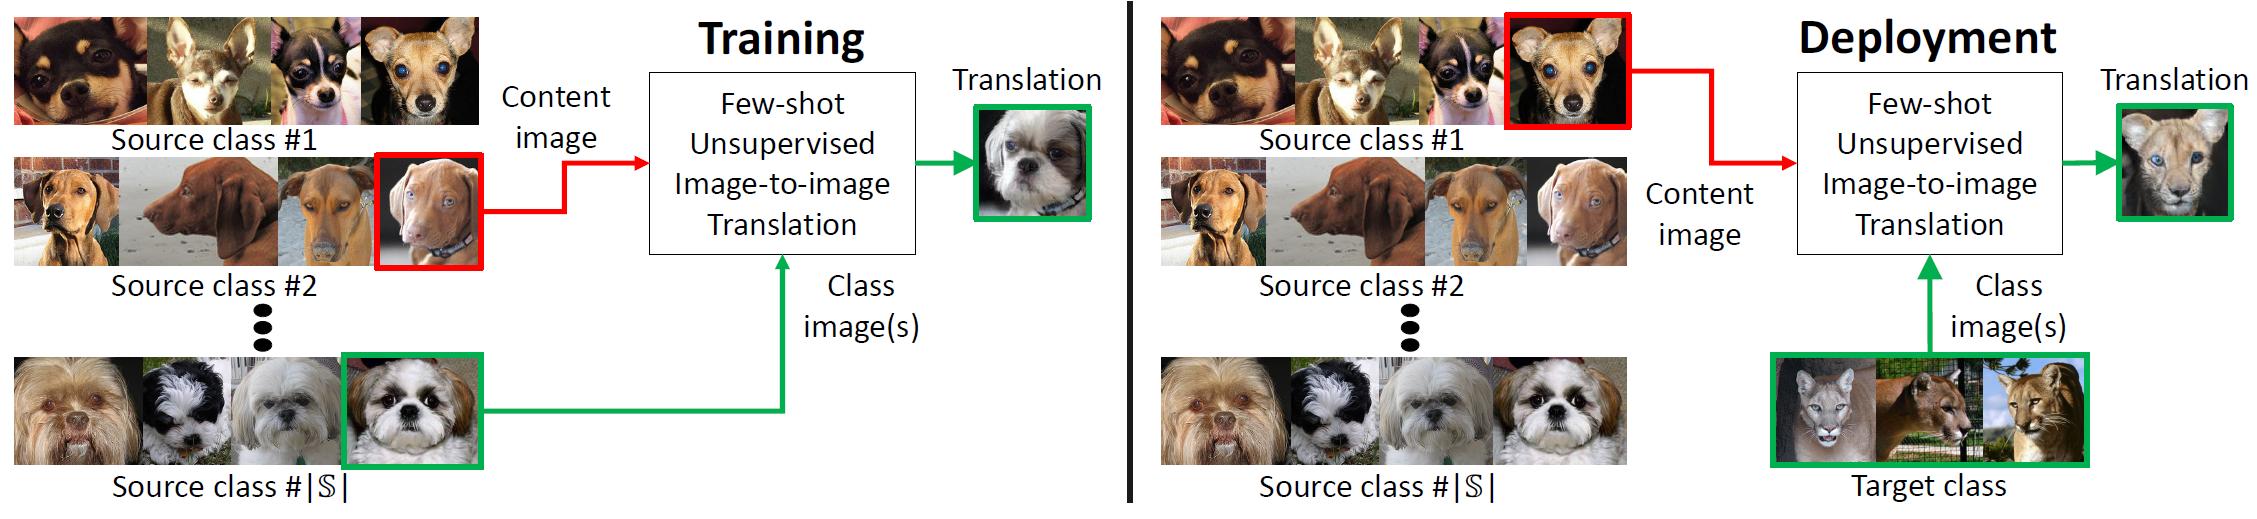 Training
Source class #1
Content
image
Few-shot
Unsupervised
Image-to-image
Translation
Translation
Source class #2
Class
image(s)
Source class #|𝕊|
Deployment
Source class #1
Content
image
Few-shot
Unsupervised
Image-to-image
Translation
Translation
Source class #2
Class
image(s)
Source class #|𝕊|
Target class